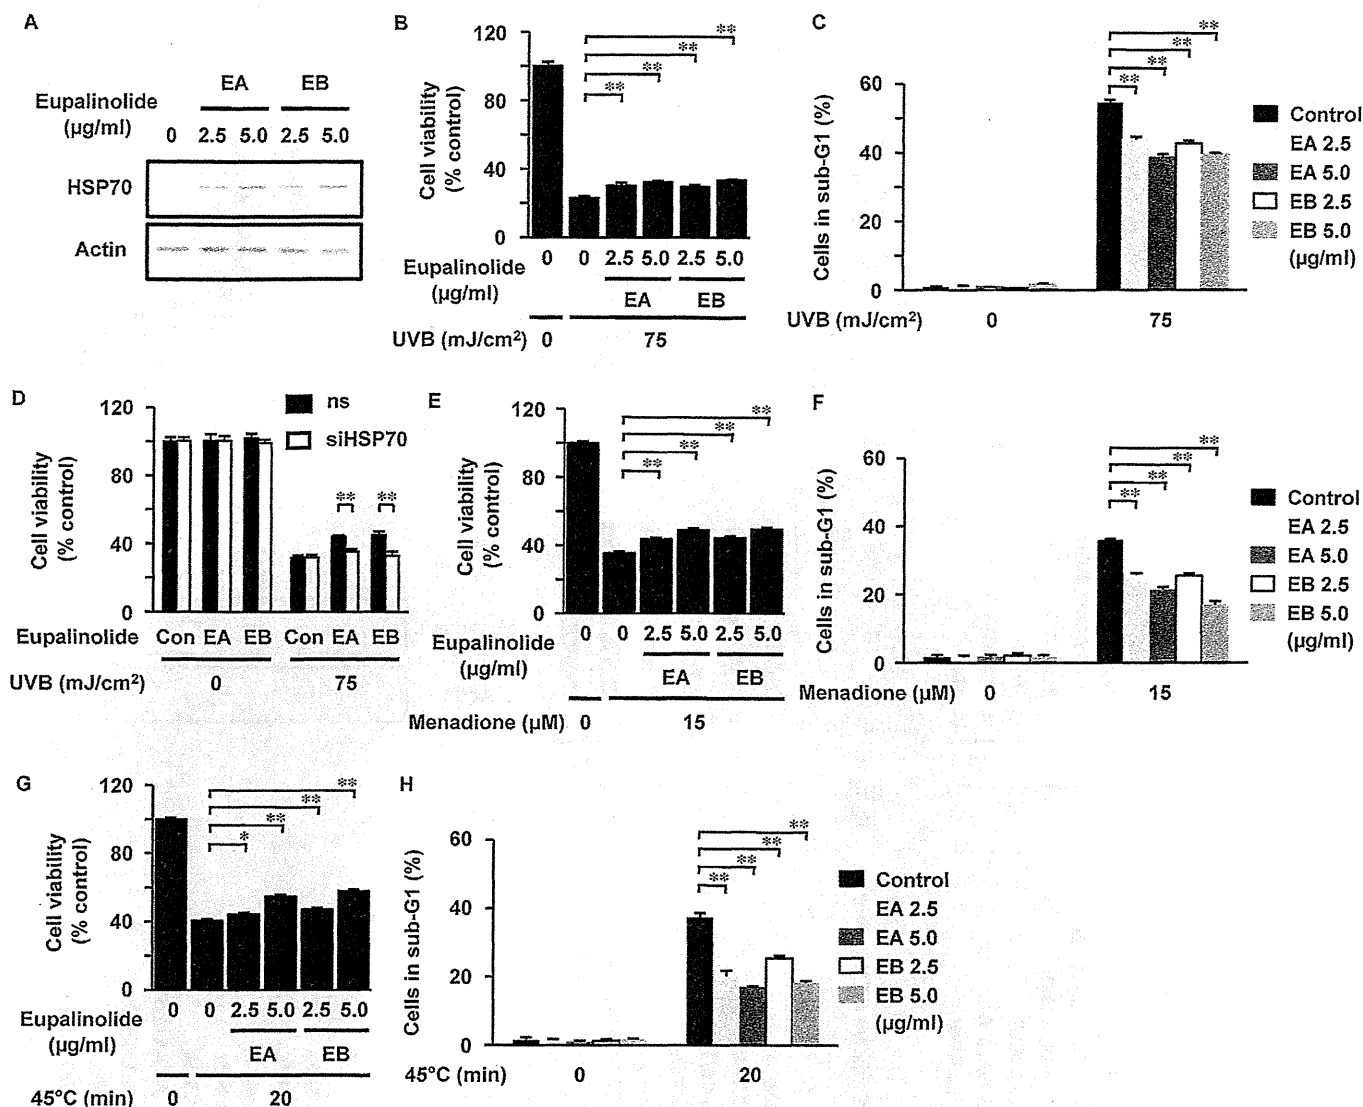 A
EA EB
Eupalinolide
(µg/ml)
0 2.5 5.0 2.5 5.0
HSP70
Actin
B
120
80
40
0
Cell viability
(% control)
**
**
**
**
Eupalinolide
(µg/ml)
0 0 2.5 5.0 2.5 5.0
EA EB
UVB (mJ/cm²) 0 75
C
60
40
20
0
Cells in sub-G1 (%)
**
**
**
**
UVB (mJ/cm²) 0 75
Control
EA 2.5
EA 5.0
EB 2.5
EB 5.0
(µg/ml)
D
120
80
40
0
Cell viability
(% control)
ns
siHSP70
** **
Eupalinolide Con EA EB Con EA EB
UVB (mJ/cm²) 0 75
E
120
80
40
0
Cell viability
(% control)
**
**
**
**
Eupalinolide
(µg/ml)
0 0 2.5 5.0 2.5 5.0
EA EB
Menadione (µM) 0 15
F
60
40
20
0
Cells in sub-G1 (%)
**
**
**
**
Menadione (µM) 0 15
Control
EA 2.5
EA 5.0
EB 2.5
EB 5.0
(µg/ml)
G
120
80
40
0
Cell viability
(% control)
**
**
**
*
Eupalinolide
(µg/ml)
0 0 2.5 5.0 2.5 5.0
EA EB
45°C (min) 0 20
H
60
40
20
0
Cells in sub-G1 (%)
**
**
**
**
45°C (min) 0 20
Control
EA 2.5
EA 5.0
EB 2.5
EB 5.0
(µg/ml)